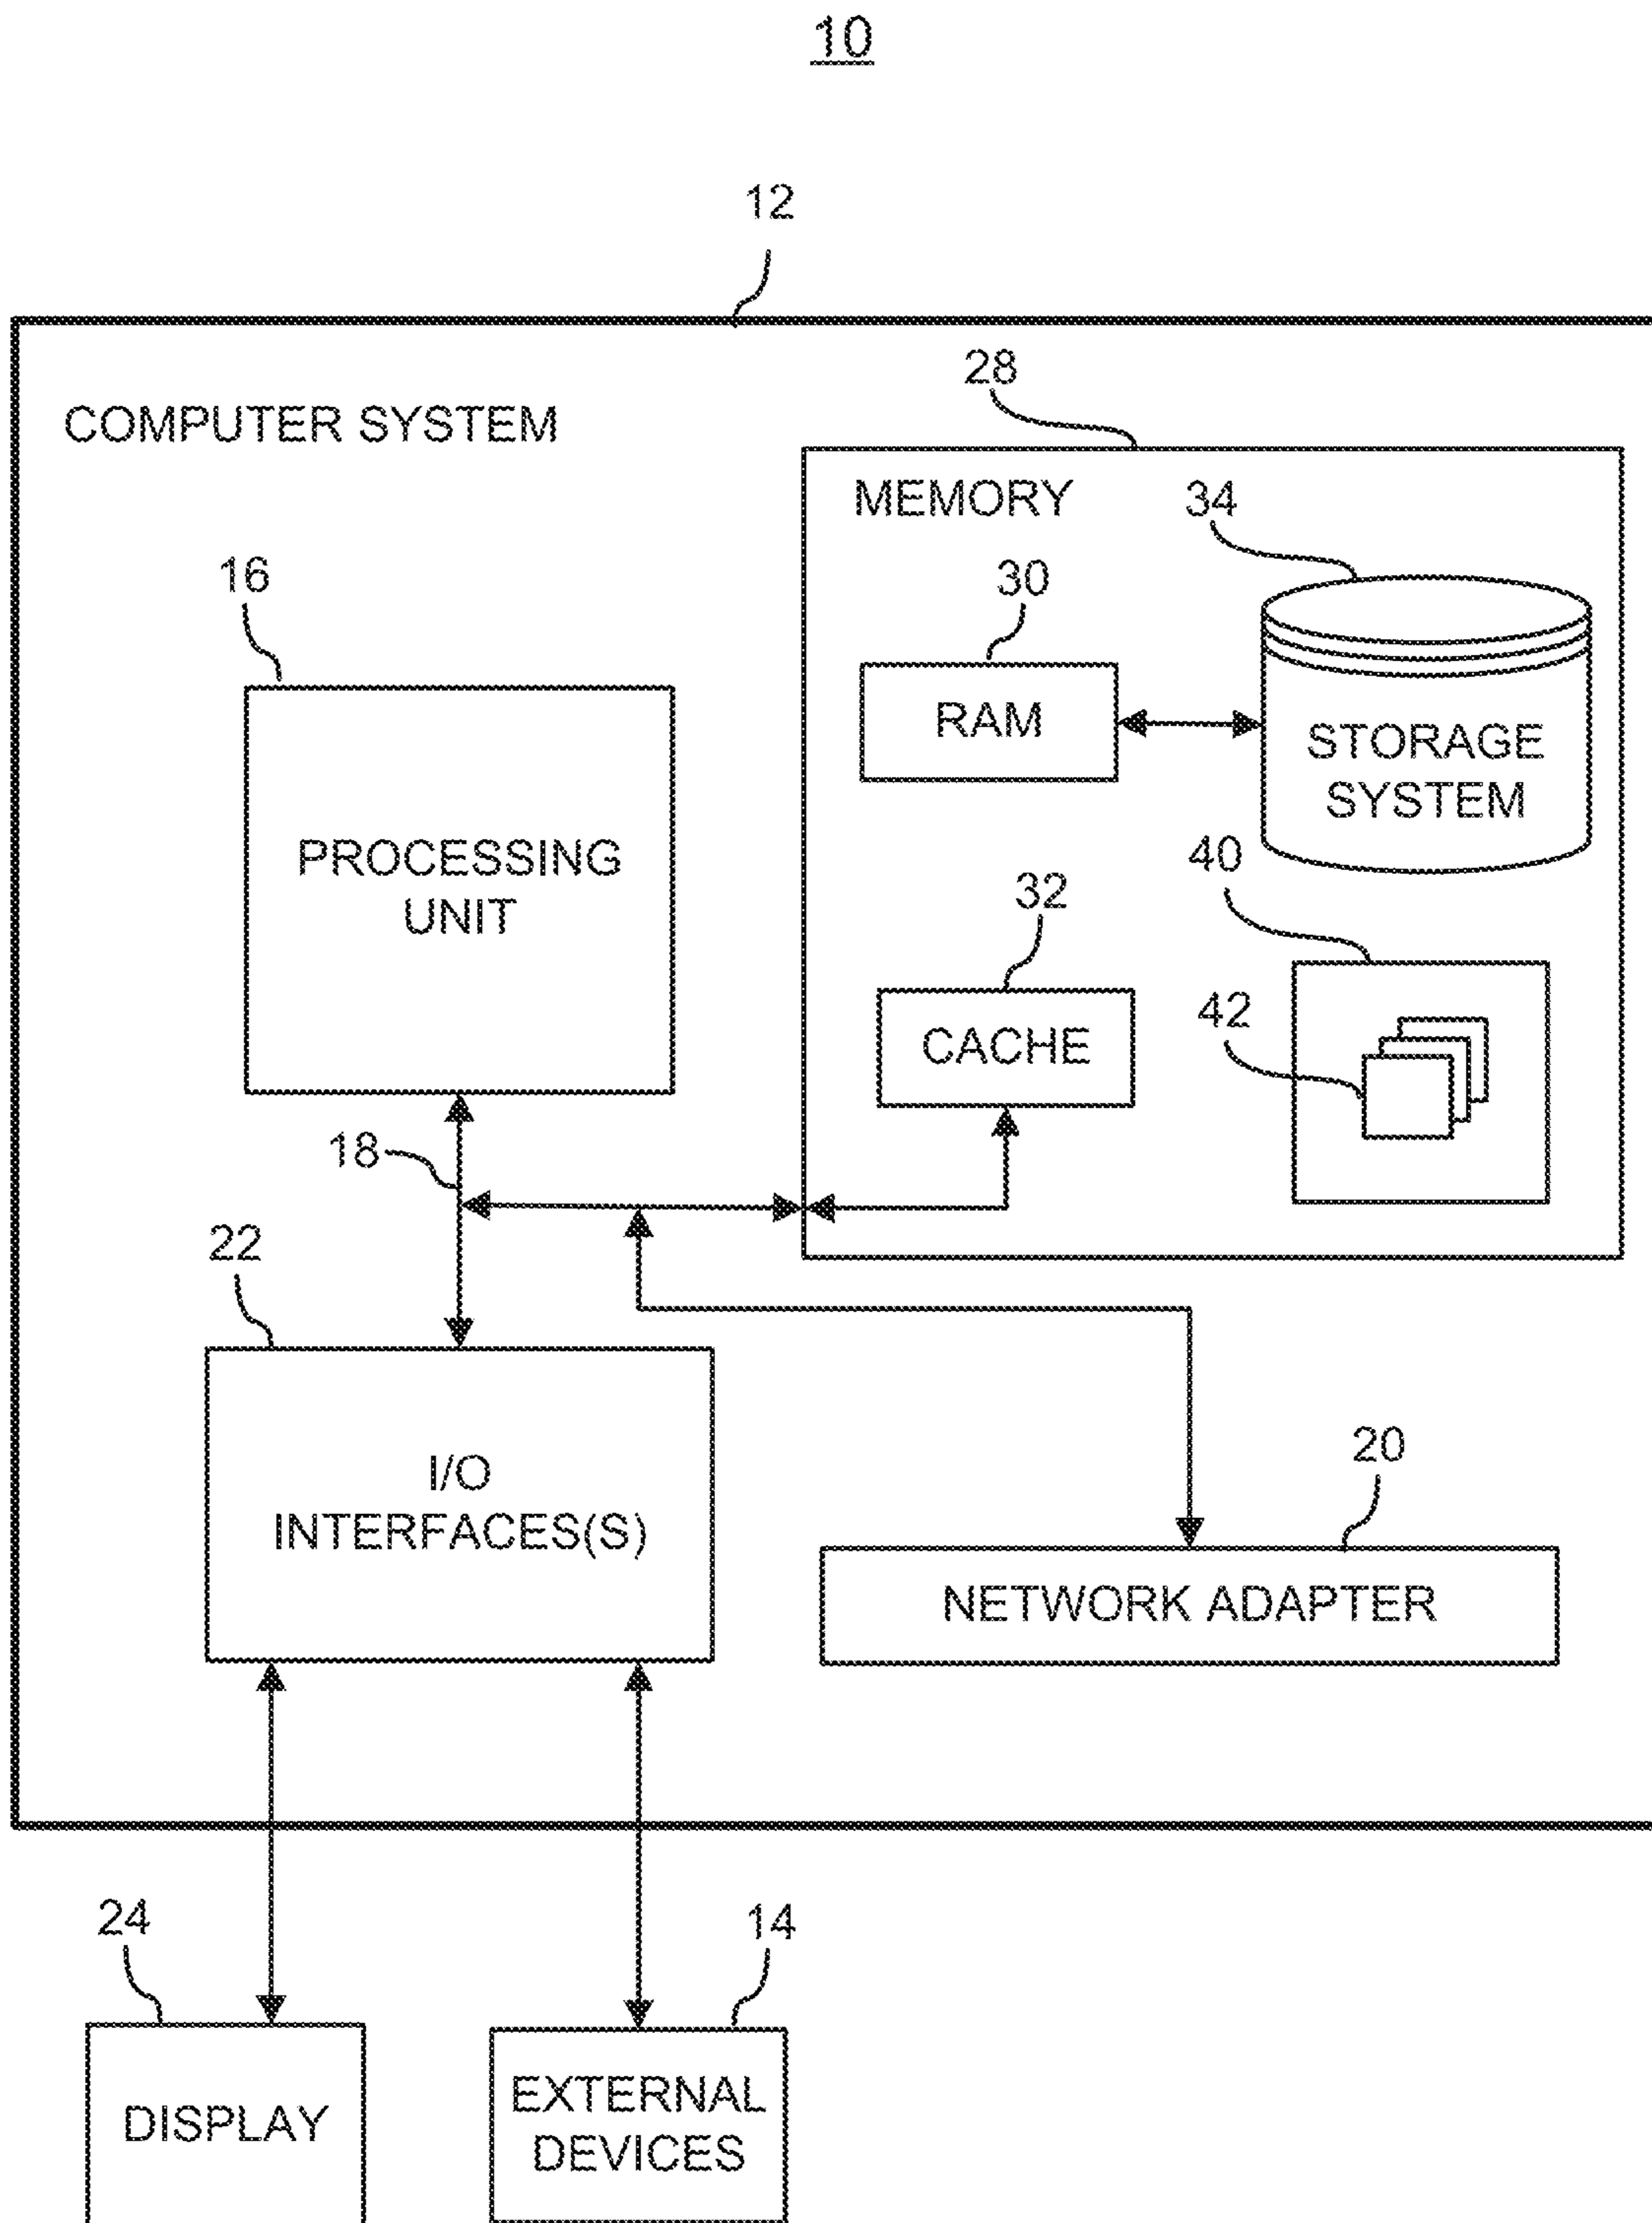 10
12
COMPUTER SYSTEM
28
MEMORY
34
16
30
RAM
STORAGE
SYSTEM
PROCESSING
UNIT
40
32
CACHE
42
18
22
I/O
INTERFACES(S)
20
NETWORK ADAPTER
24
14
DISPLAY
EXTERNAL
DEVICES